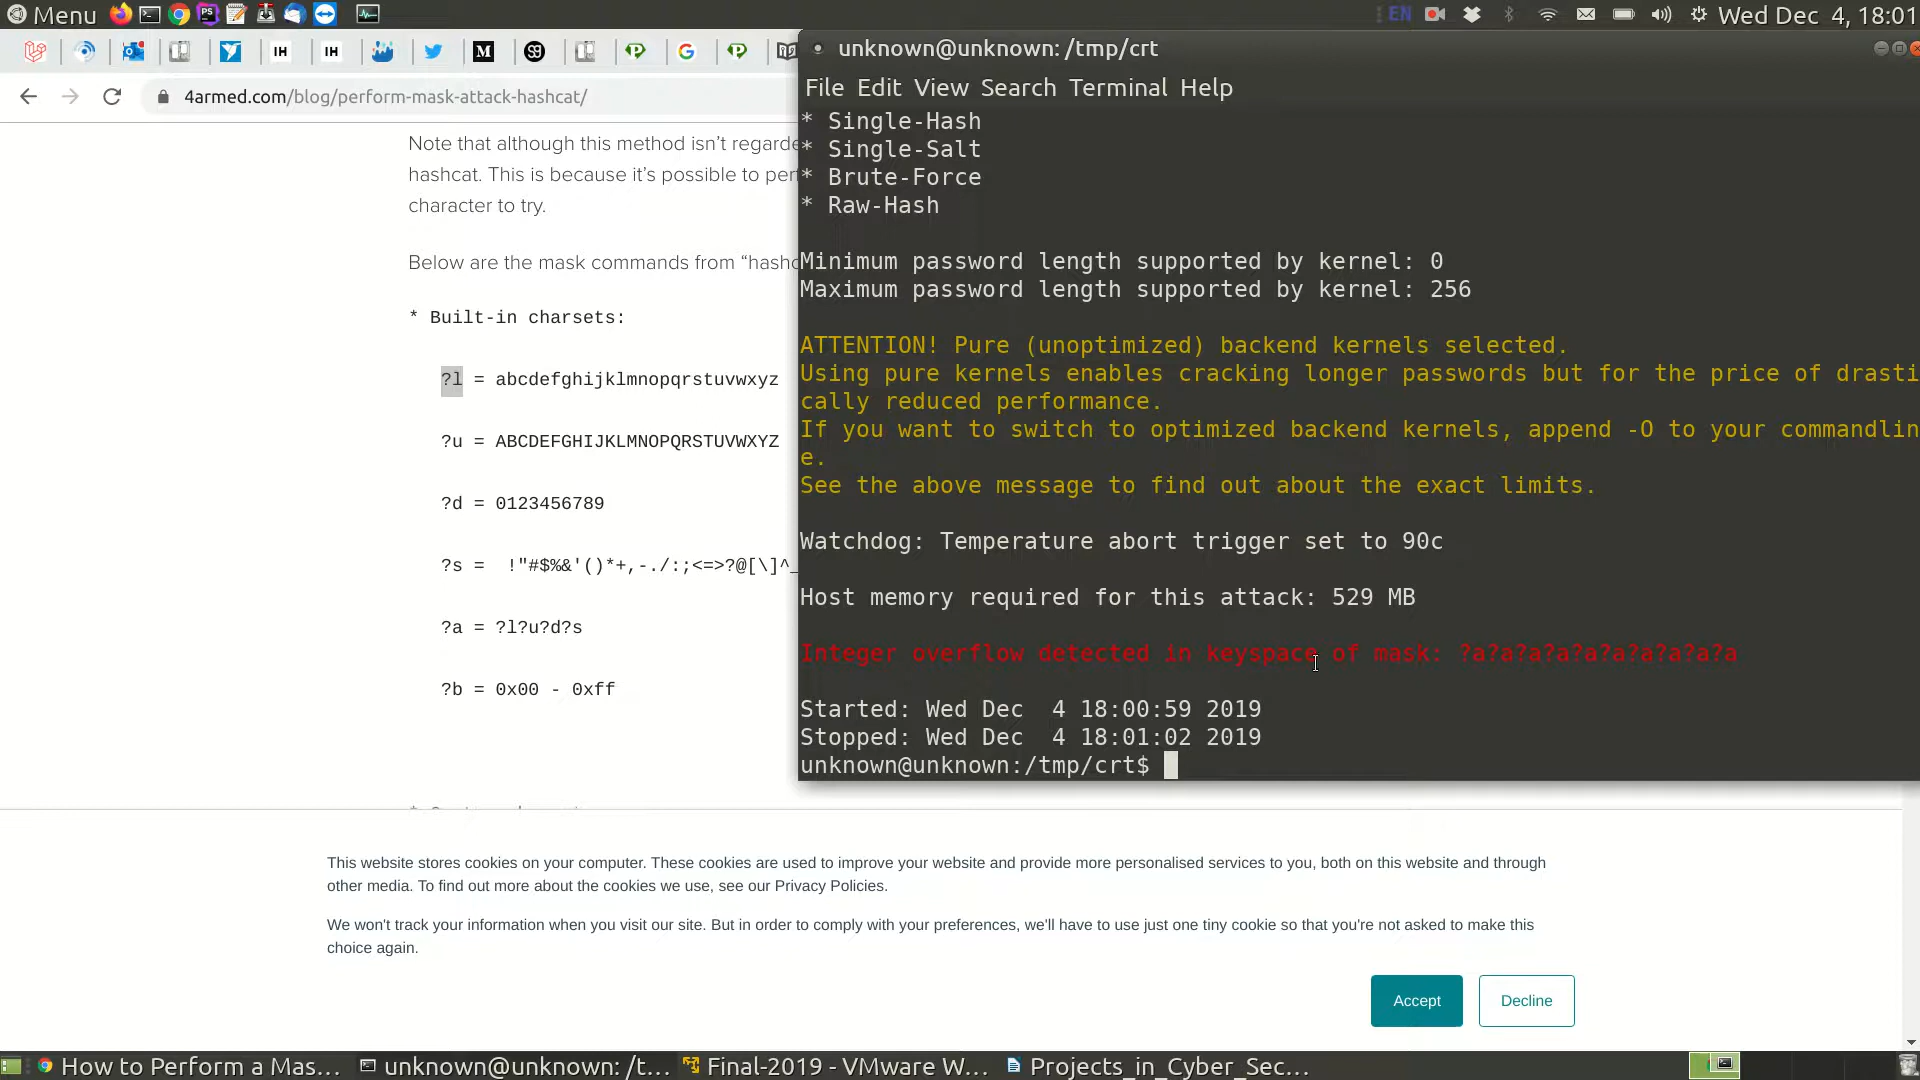 Menu
EN
Wed Dec 4, 18:01
IH
IH
unknown@unknown: /tmp/crt
4armed.com/blog/perform-mask-attack-hashcat/
File Edit View Search Terminal Help
Note that although this method isn’t regarde
hashcat. This is because it’s possible to per
character to try.
Below are the mask commands from “hashc
* Built-in charsets:
?l = abcdefghijklmnopqrstuvwxyz
?u = ABCDEFGHIJKLMNOPQRSTUVWXYZ
?d = 0123456789
?s =  !"#$%&'()*+,-./:;<=>?@[\]^_
?a = ?l?u?d?s
?b = 0x00 - 0xff
* Single-Hash
* Single-Salt
* Brute-Force
* Raw-Hash
Minimum password length supported by kernel: 0
Maximum password length supported by kernel: 256
ATTENTION! Pure (unoptimized) backend kernels selected.
Using pure kernels enables cracking longer passwords but for the price of drasti
cally reduced performance.
If you want to switch to optimized backend kernels, append -O to your commandlin
e.
See the above message to find out about the exact limits.
Watchdog: Temperature abort trigger set to 90c
Host memory required for this attack: 529 MB
Integer overflow detected in keyspace of mask: ?a?a?a?a?a?a?a?a?a?a
Started: Wed Dec  4 18:00:59 2019
Stopped: Wed Dec  4 18:01:02 2019
unknown@unknown:/tmp/crt$
This website stores cookies on your computer. These cookies are used to improve your website and provide more personalised services to you, both on this website and through
other media. To find out more about the cookies we use, see our Privacy Policies.
We won't track your information when you visit our site. But in order to comply with your preferences, we'll have to use just one tiny cookie so that you're not asked to make this
choice again.
Accept
Decline
How to Perform a Mas...
unknown@unknown: /t...
Final-2019 - VMware W...
Projects_in_Cyber_Sec...